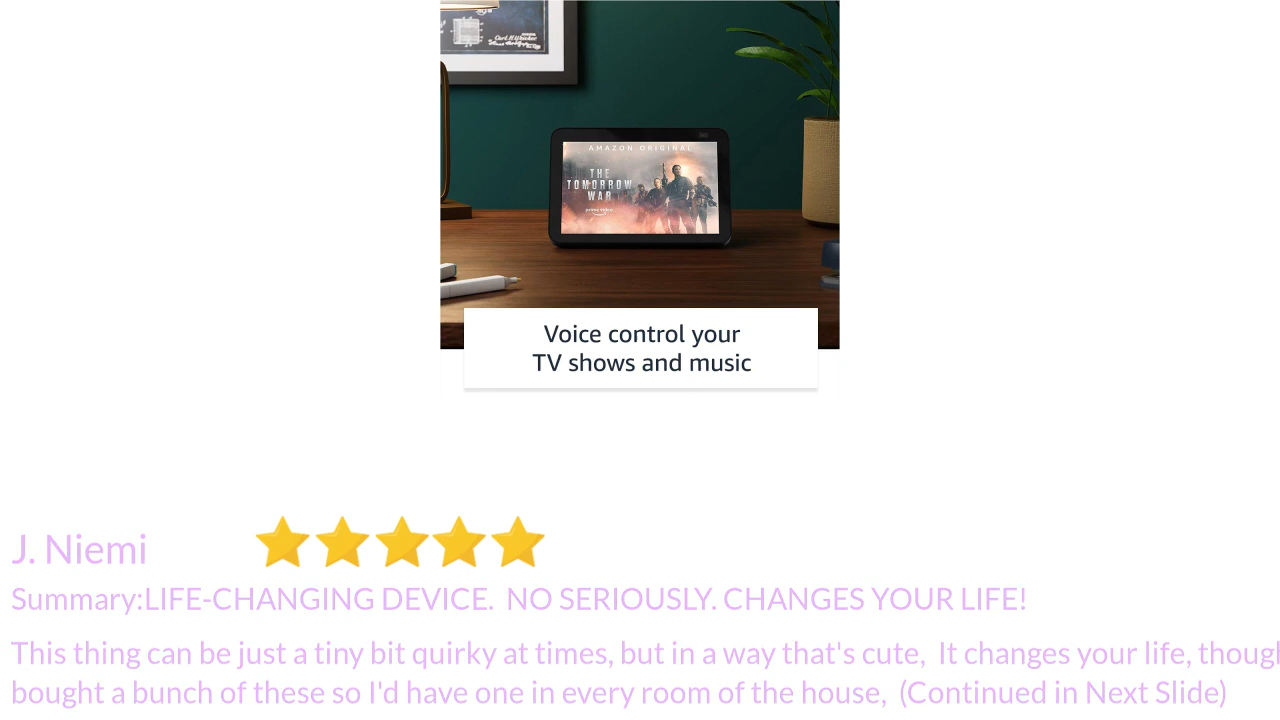 Carl H. Wrecker
AMAZON ORIGINAL
THE
TOMORROW
WAR
prime video
Voice control your
TV shows and music
J. Niemi
Summary:LIFE-CHANGING DEVICE.  NO SERIOUSLY. CHANGES YOUR LIFE!
This thing can be just a tiny bit quirky at times, but in a way that's cute,  It changes your life, though
bought a bunch of these so I'd have one in every room of the house,  (Continued in Next Slide)